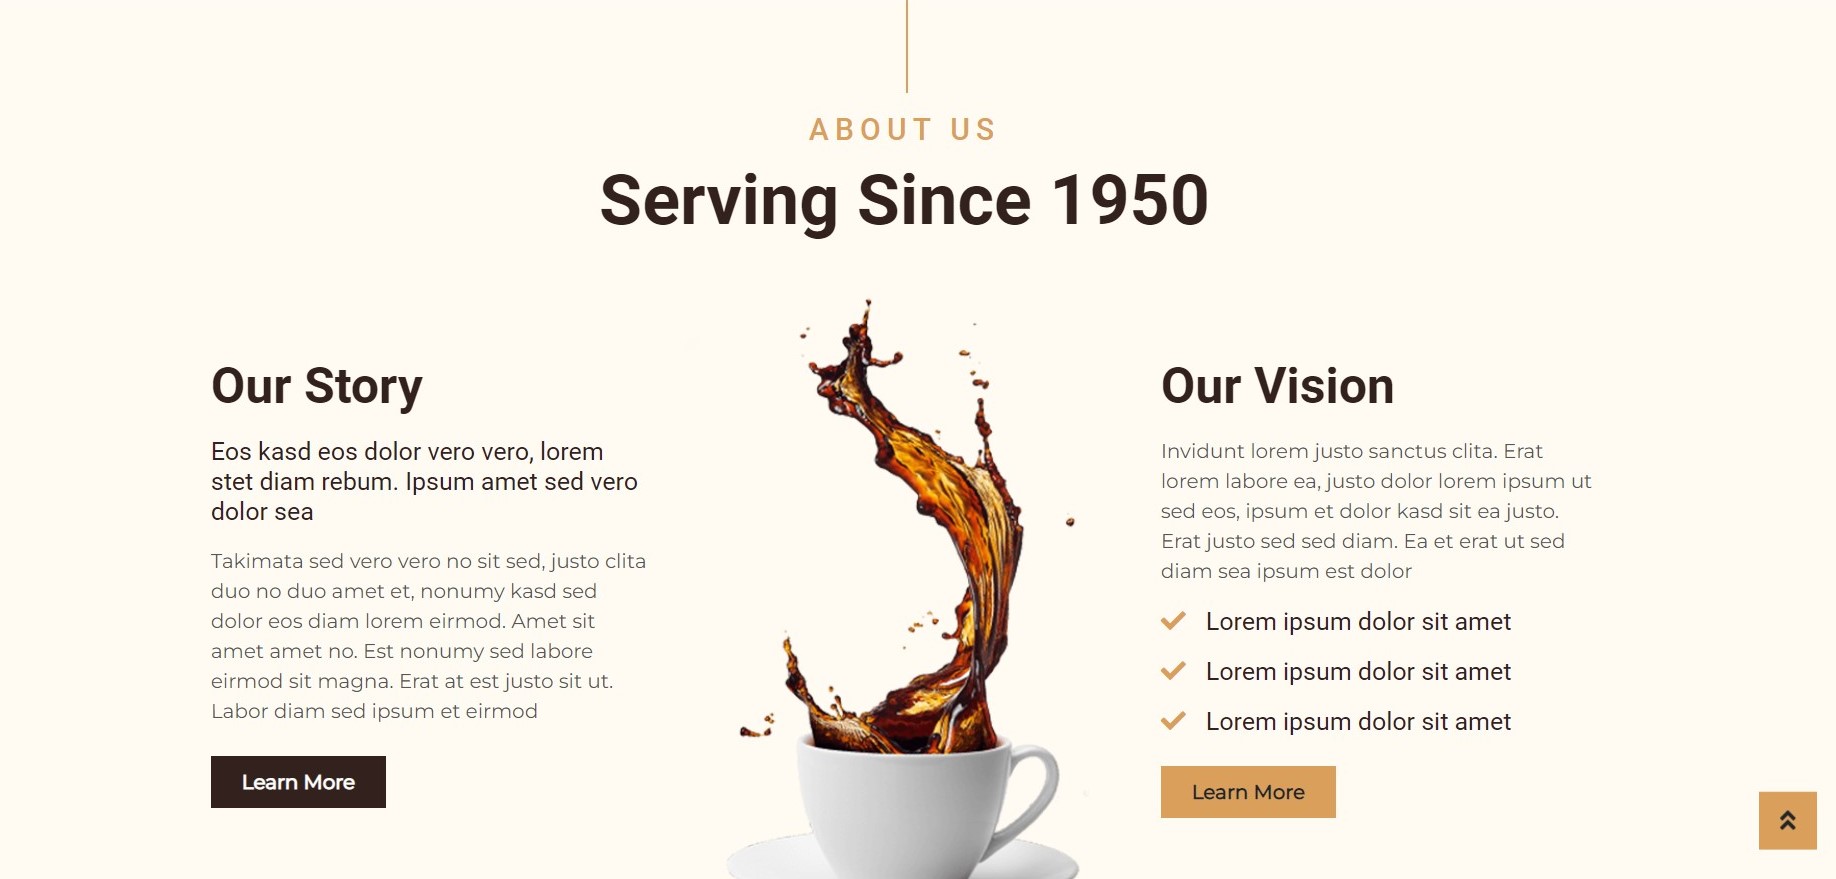 ABOUT US
Serving Since 1950
Our Story
Eos kasd eos dolor vero vero, lorem
stet diam rebum. Ipsum amet sed vero
dolor sea
Takimata sed vero vero no sit sed, justo clita
duo no duo amet et, nonumy kasd sed
dolor eos diam lorem eirmod. Amet sit
amet amet no. Est nonumy sed labore
eirmod sit magna. Erat at est justo sit ut.
Labor diam sed ipsum et eirmod
Learn More
Our Vision
Invidunt lorem justo sanctus clita. Erat
lorem labore ea, justo dolor lorem ipsum ut
sed eos, ipsum et dolor kasd sit ea justo.
Erat justo sed sed diam. Ea et erat ut sed
diam sea ipsum est dolor
Lorem ipsum dolor sit amet
Lorem ipsum dolor sit amet
Lorem ipsum dolor sit amet
Learn More